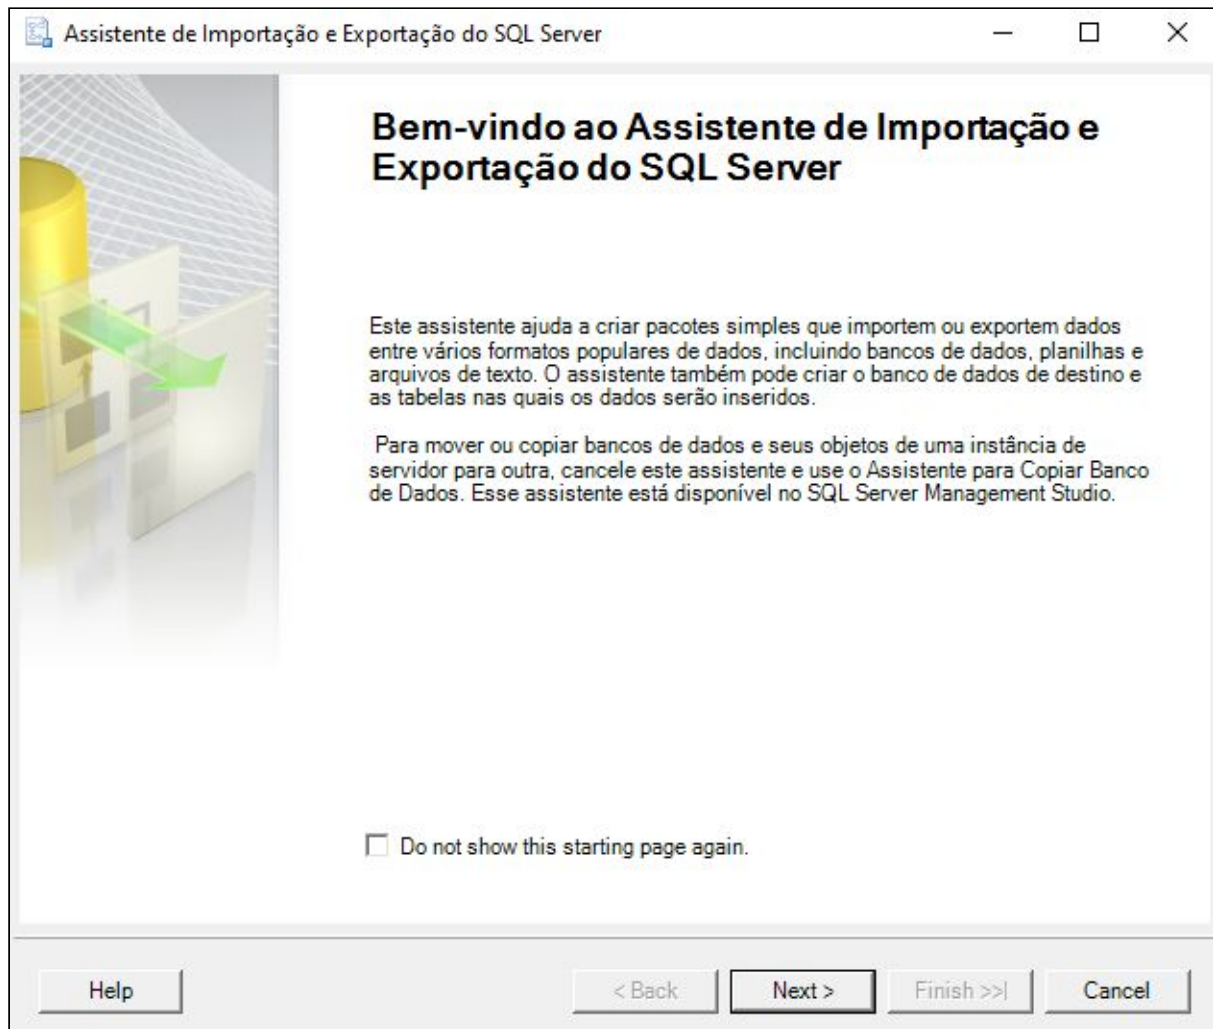 Assistente de Importação e Exportação do SQL Server
Bem-vindo ao Assistente de Importação e
Exportação do SQL Server
Este assistente ajuda a criar pacotes simples que importem ou exportem dados
entre vários formatos populares de dados, incluindo bancos de dados, planilhas e
arquivos de texto. O assistente também pode criar o banco de dados de destino e
as tabelas nas quais os dados serão inseridos.
Para mover ou copiar bancos de dados e seus objetos de uma instância de
servidor para outra, cancele este assistente e use o Assistente para Copiar Banco
de Dados. Esse assistente está disponível no SQL Server Management Studio.
Do not show this starting page again.
Help
< Back
Next >
Finish >>|
Cancel